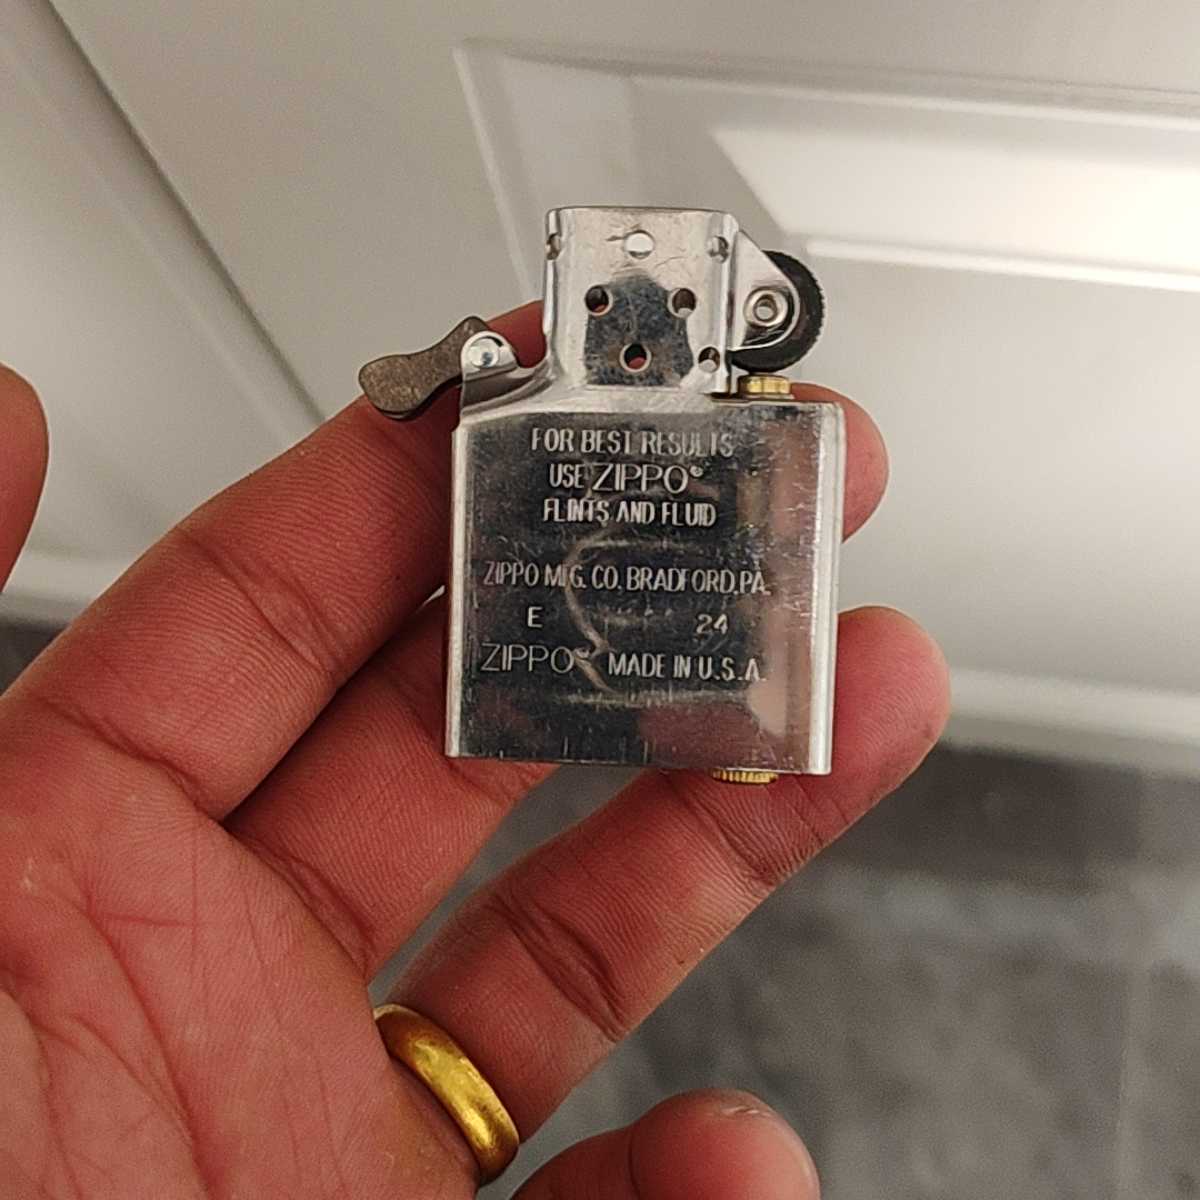 FOR BEST RESULTS
USE ZIPPO®
FLINTS AND FLUID
ZIPPO MFG. CO. BRADFORD, PA.
E 24
ZIPPO® MADE IN U.S.A.